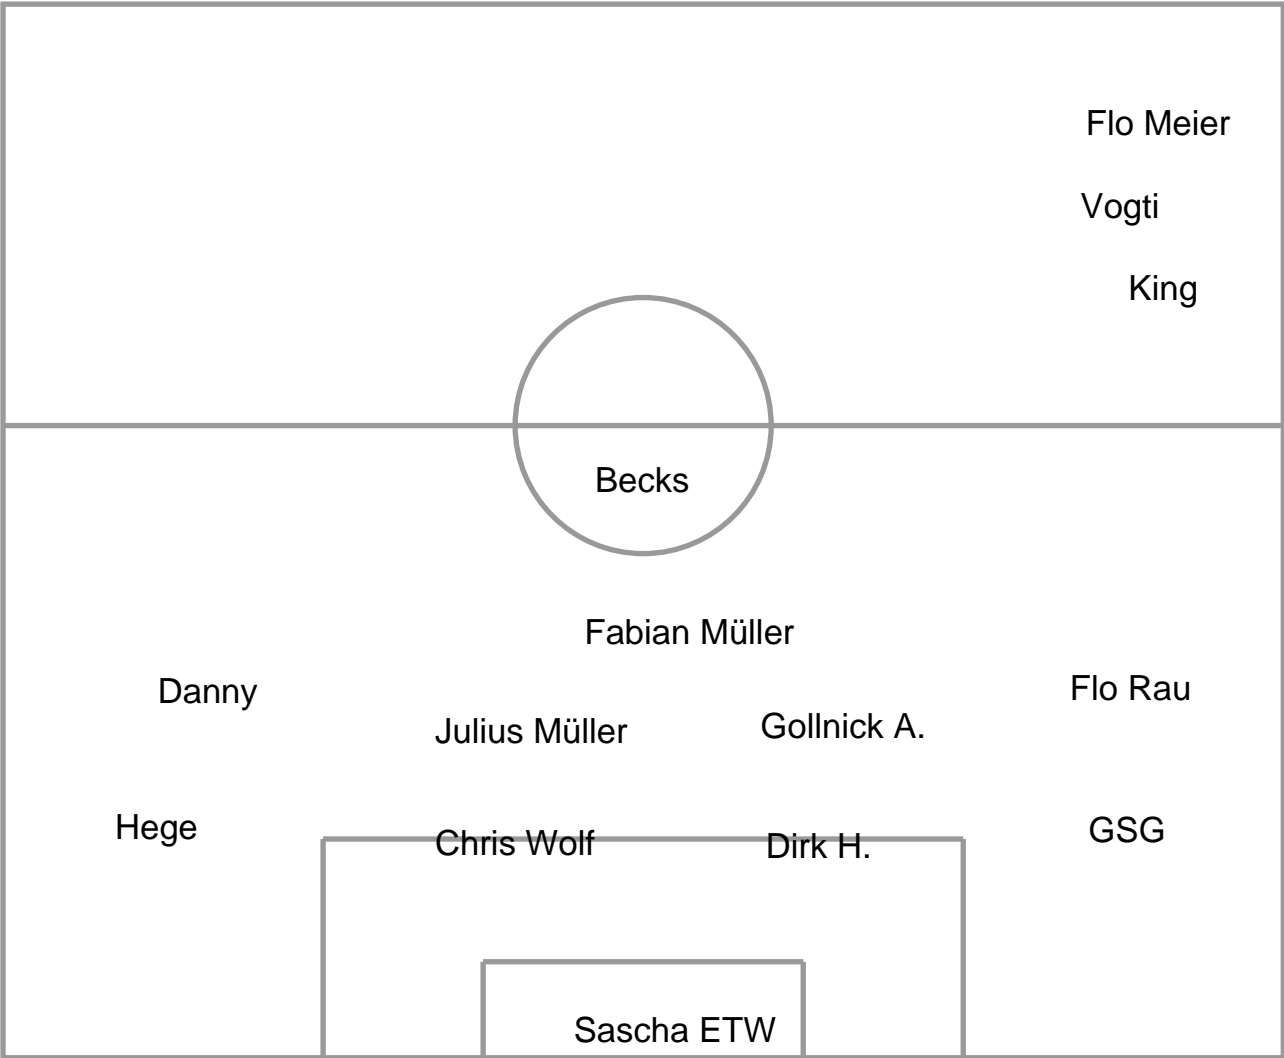 Flo Meier
Vogti
King
Becks
Fabian Müller
Danny
Flo Rau
Julius Müller
Gollnick A.
Hege
Chris Wolf
Dirk H.
GSG
Sascha ETW